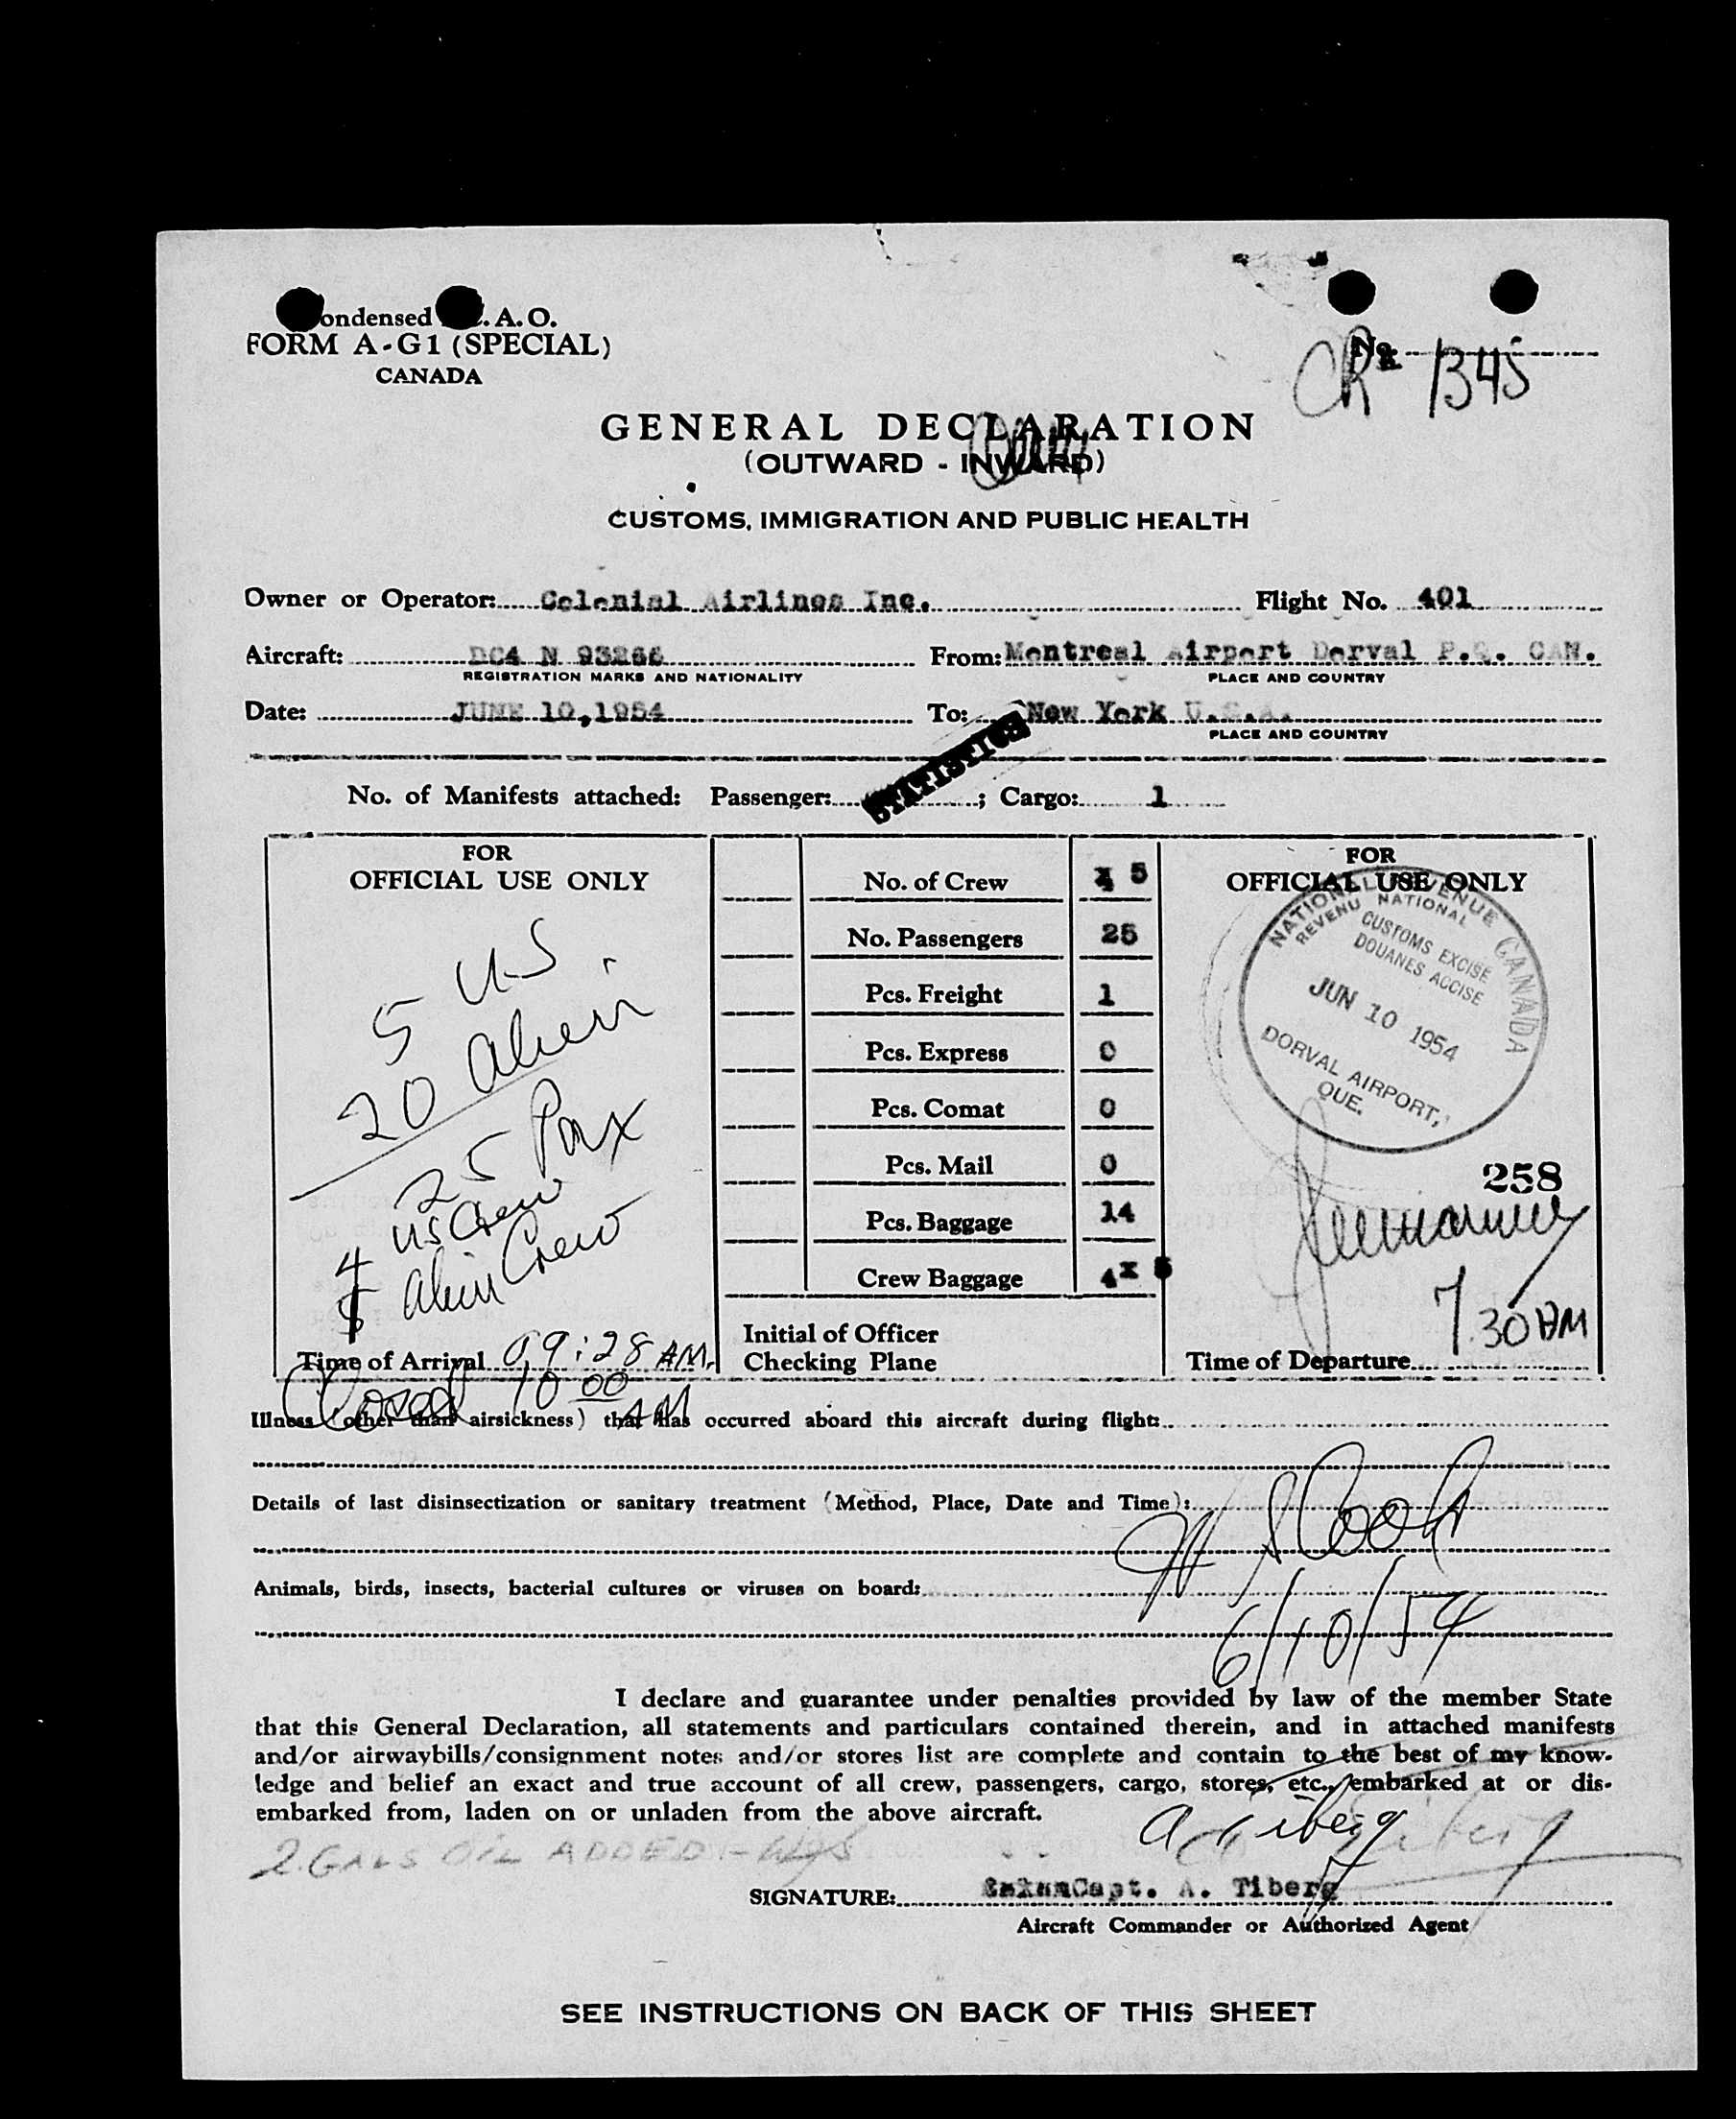 Condensed I.C.A.O.
FORM A-G1 (SPECIAL)
CANADA
No.
CR 1345
GENERAL DECLARATION
(OUTWARD - INWARD)
CUSTOMS, IMMIGRATION AND PUBLIC HEALTH
Owner or Operator: Colonial Airlines Inc. Flight No. 401
Aircraft: DC4 N 93266 From: Montreal Airport Dorval P.Q. CAN.
REGISTRATION MARKS AND NATIONALITY PLACE AND COUNTRY
Date: JUNE 10,1954 To: New York U.S.A.
PLACE AND COUNTRY
STATISTICS
No. of Manifests attached: Passenger: ; Cargo: 1
FOR
OFFICIAL USE ONLY
5 US
20 Alien
25 Pax
US Crew
4 Alien Crew
Time of Arrival 09:28 AM.
Closed 10 00 AM
No. of Crew 5
No. Passengers 25
Pcs. Freight 1
Pcs. Express 0
Pcs. Comat 0
Pcs. Mail 0
Pcs. Baggage 14
Crew Baggage 4x 5
Initial of Officer
Checking Plane
FOR
OFFICIAL USE ONLY
NATIONAL REVENUE CANADA
REVENU NATIONAL
CUSTOMS EXCISE
DOUANES ACCISE
JUN 10 1954
DORVAL AIRPORT,
QUE.
258
7.30 AM
Time of Departure
Illness (other than airsickness) that has occurred aboard this aircraft during flight:
Details of last disinsectization or sanitary treatment (Method, Place, Date and Time):
Animals, birds, insects, bacterial cultures or viruses on board:
6/10/54
I declare and guarantee under penalties provided by law of the member State
that this General Declaration, all statements and particulars contained therein, and in attached manifests
and/or airwaybills/consignment notes and/or stores list are complete and contain to the best of my know-
ledge and belief an exact and true account of all crew, passengers, cargo, stores, etc., embarked at or dis-
embarked from, laden on or unladen from the above aircraft.
A Tiberg
2 GALS OIL ADDED
SIGNATURE: Capt. A. Tiberg
Aircraft Commander or Authorized Agent
SEE INSTRUCTIONS ON BACK OF THIS SHEET